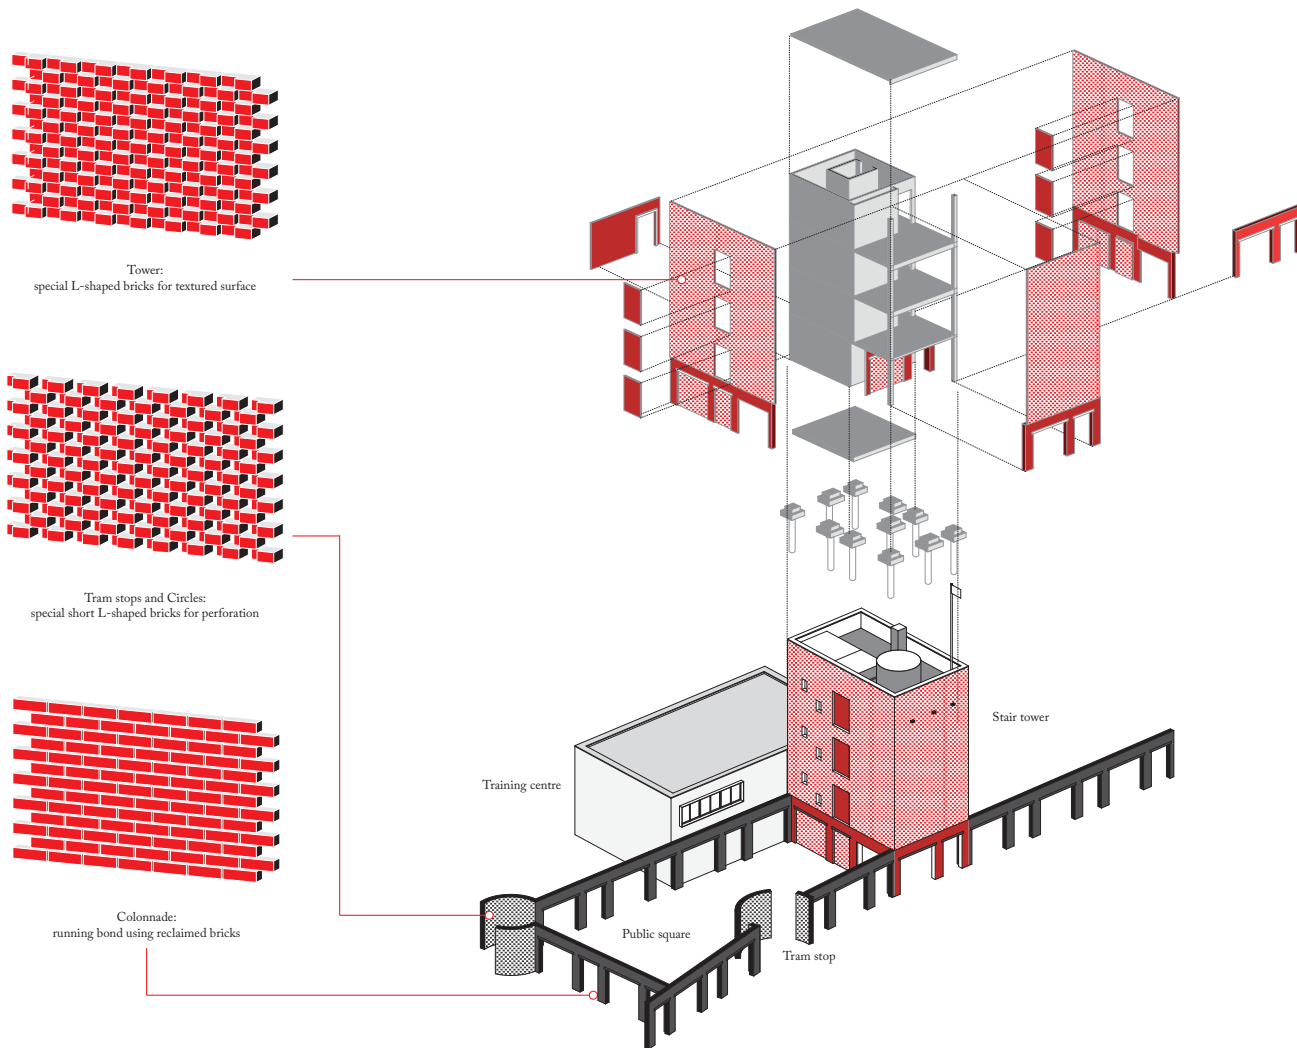 Tower:
special L-shaped bricks for textured surface
Tram stops and Circles:
special short L-shaped bricks for perforation
Colonnade:
running bond using reclaimed bricks
Stair tower
Training centre
Public square
Tram stop